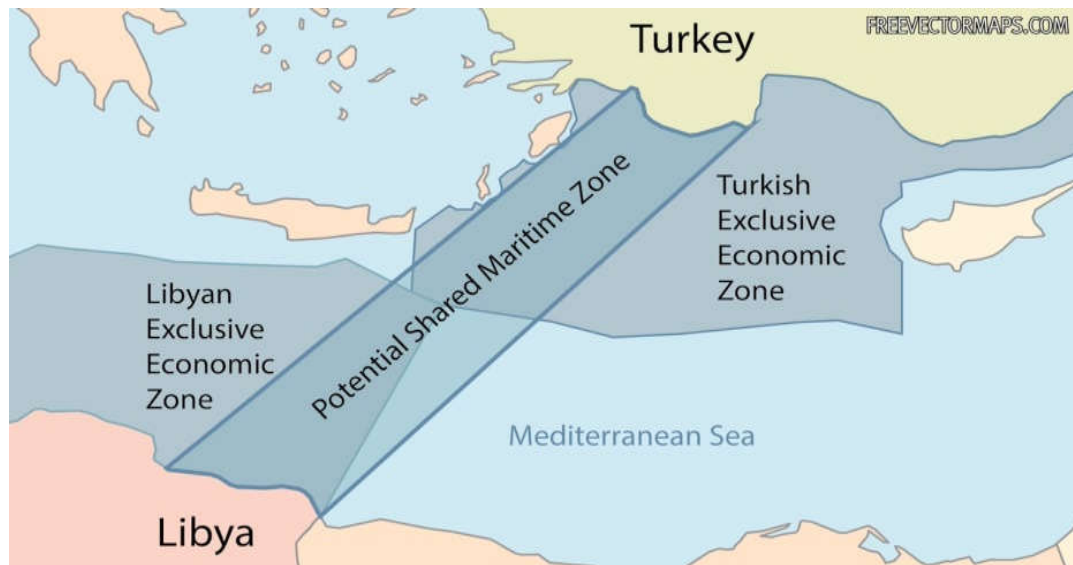 FREEVECTORMAPS.COM
Turkey
Potential Shared Maritime Zone
Turkish
Exclusive
Economic
Zone
Libyan
Exclusive
Economic
Zone
Mediterranean Sea
Libya